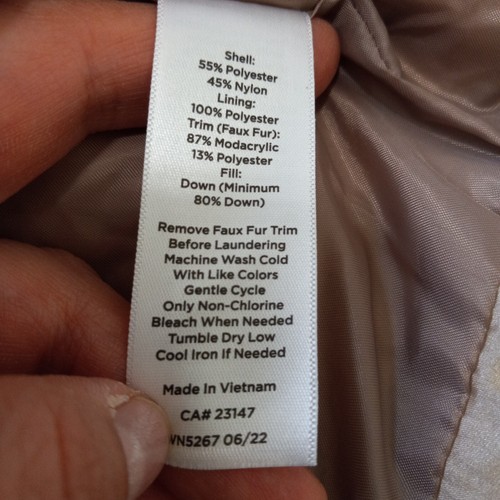 Shell:
55% Polyester
45% Nylon
Lining:
100% Polyester
Trim (Faux Fur):
87% Modacrylic
13% Polyester
Fill:
Down (Minimum
80% Down)
Remove Faux Fur Trim
Before Laundering
Machine Wash Cold
With Like Colors
Gentle Cycle
Only Non-Chlorine
Bleach When Needed
Tumble Dry Low
Cool Iron If Needed
Made In Vietnam
CA# 23147
06/22